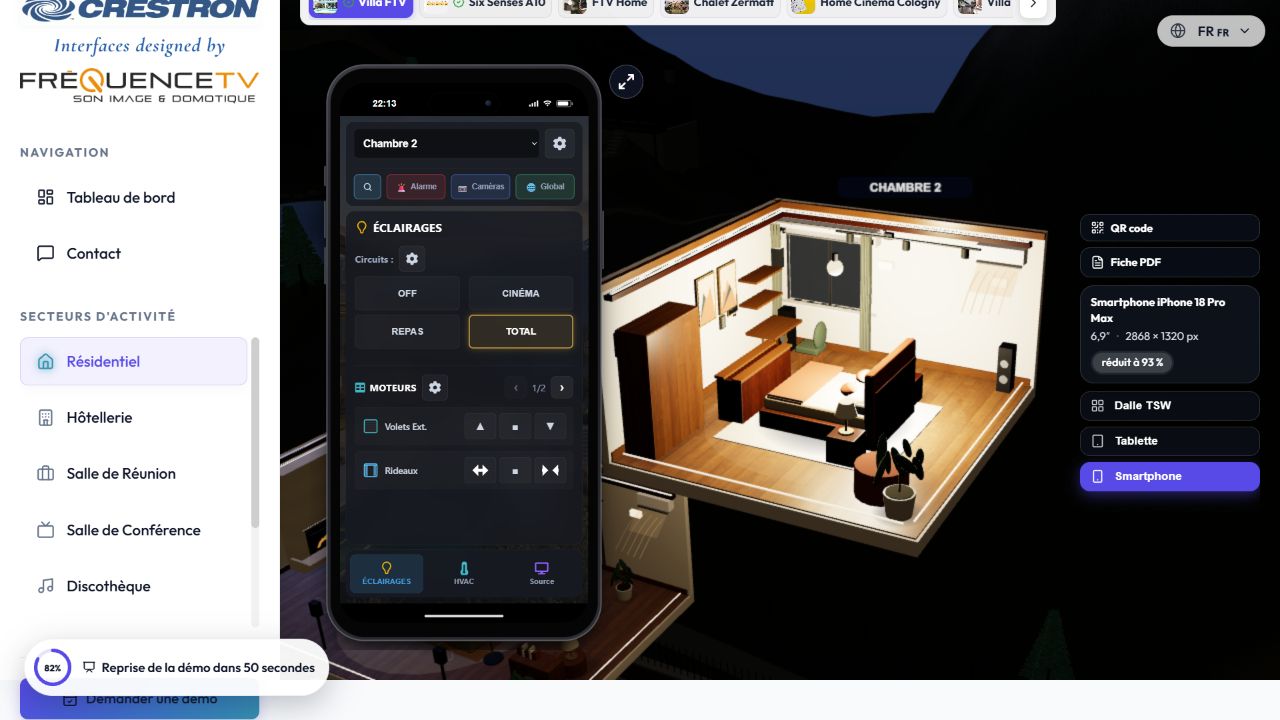 CRESTRON
Interfaces designed by
FRÉQUENCETV
SON IMAGE & DOMOTIQUE
NAVIGATION
Tableau de bord
Contact
SECTEURS D'ACTIVITÉ
Résidentiel
Hôtellerie
Salle de Réunion
Salle de Conférence
Discothèque
82%
Reprise de la démo dans 50 secondes
Demander une démo
Villa FTV
Six Senses A10
FTV Home
Chalet Zermatt
Home Cinema Cologny
Villa
FR FR
22:13
Chambre 2
Alarme
Caméras
Global
ÉCLAIRAGES
Circuits :
OFF
CINÉMA
REPAS
TOTAL
MOTEURS
1/2
Volets Ext.
Rideaux
ÉCLAIRAGES
HVAC
Source
CHAMBRE 2
QR code
Fiche PDF
Smartphone iPhone 18 Pro
Max
6,9" · 2868 × 1320 px
réduit à 93 %
Dalle TSW
Tablette
Smartphone